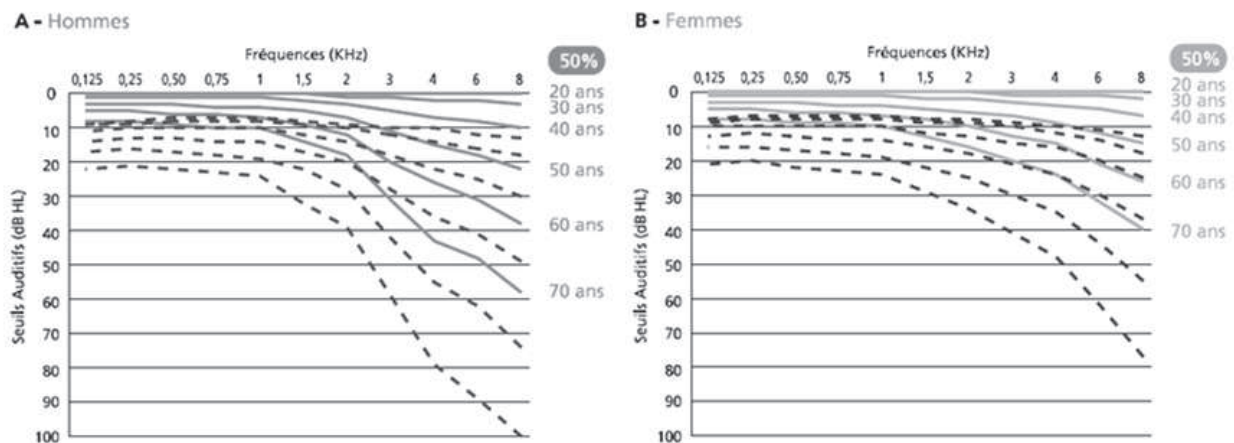 A - Hommes
Fréquences (KHz)
50%
0,125 0,25 0,50 0,75 1 1,5 2 3 4 6 8
0
10
20
30
40
50
60
70
80
90
100
Seuils Auditifs (dB HL)
20 ans
30 ans
40 ans
50 ans
60 ans
70 ans
B - Femmes
Fréquences (KHz)
50%
0,125 0,25 0,50 0,75 1 1,5 2 3 4 6 8
0
10
20
30
40
50
60
70
80
90
100
Seuils Auditifs (dB HL)
20 ans
30 ans
40 ans
50 ans
60 ans
70 ans